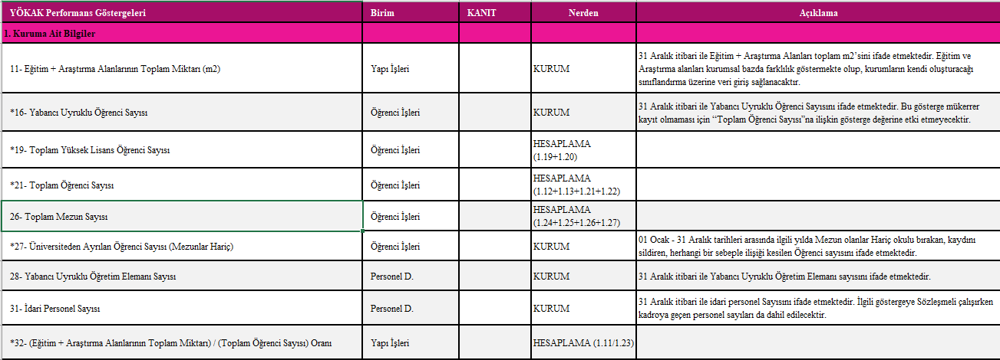 YÖKAK Performans Göstergeleri Birim KANIT Nerden Açıklama
1. Kuruma Ait Bilgiler
11- Eğitim + Araştırma Alanlarının Toplam Miktarı (m2) Yapı İşleri KURUM
31 Aralık itibari ile Eğitim + Araştırma Alanları toplam m2’sini ifade etmektedir. Eğitim ve
Araştırma alanları kurumsal bazda farklılık göstermekte olup, kurumların kendi oluşturacağı
sınıflandırma üzerine veri giriş sağlanacaktır.
*16- Yabancı Uyruklu Öğrenci Sayısı Öğrenci İşleri KURUM
31 Aralık itibari ile Yabancı Uyruklu Öğrenci Sayısını ifade etmektedir. Bu gösterge mükerrer
kayıt olmaması için “Toplam Öğrenci Sayısı”na ilişkin gösterge değerine etki etmeyecektir.
*19- Toplam Yüksek Lisans Öğrenci Sayısı Öğrenci İşleri
HESAPLAMA
(1.19+1.20)
*21- Toplam Öğrenci Sayısı Öğrenci İşleri
HESAPLAMA
(1.12+1.13+1.21+1.22)
26- Toplam Mezun Sayısı Öğrenci İşleri
HESAPLAMA
(1.24+1.25+1.26+1.27)
*27- Üniversiteden Ayrılan Öğrenci Sayısı (Mezunlar Hariç) Öğrenci İşleri KURUM
01 Ocak - 31 Aralık tarihleri arasında ilgili yılda Mezun olanlar Hariç okulu bırakan, kaydını
sildiren, herhangi bir sebeple ilişiği kesilen Öğrenci sayısını ifade etmektedir.
28- Yabancı Uyruklu Öğretim Elemanı Sayısı Personel D. KURUM 31 Aralık itibari ile Yabancı Uyruklu Öğretim Elemanı sayısını ifade etmektedir.
31- İdari Personel Sayısı Personel D. KURUM
31 Aralık itibari ile idari personel Sayısını ifade etmektedir. İlgili göstergeye Sözleşmeli çalışırken
kadroya geçen personel sayıları da dahil edilecektir.
*32- (Eğitim + Araştırma Alanlarının Toplam Miktarı) / (Toplam Öğrenci Sayısı) Oranı Yapı İşleri HESAPLAMA (1.11/1.23)